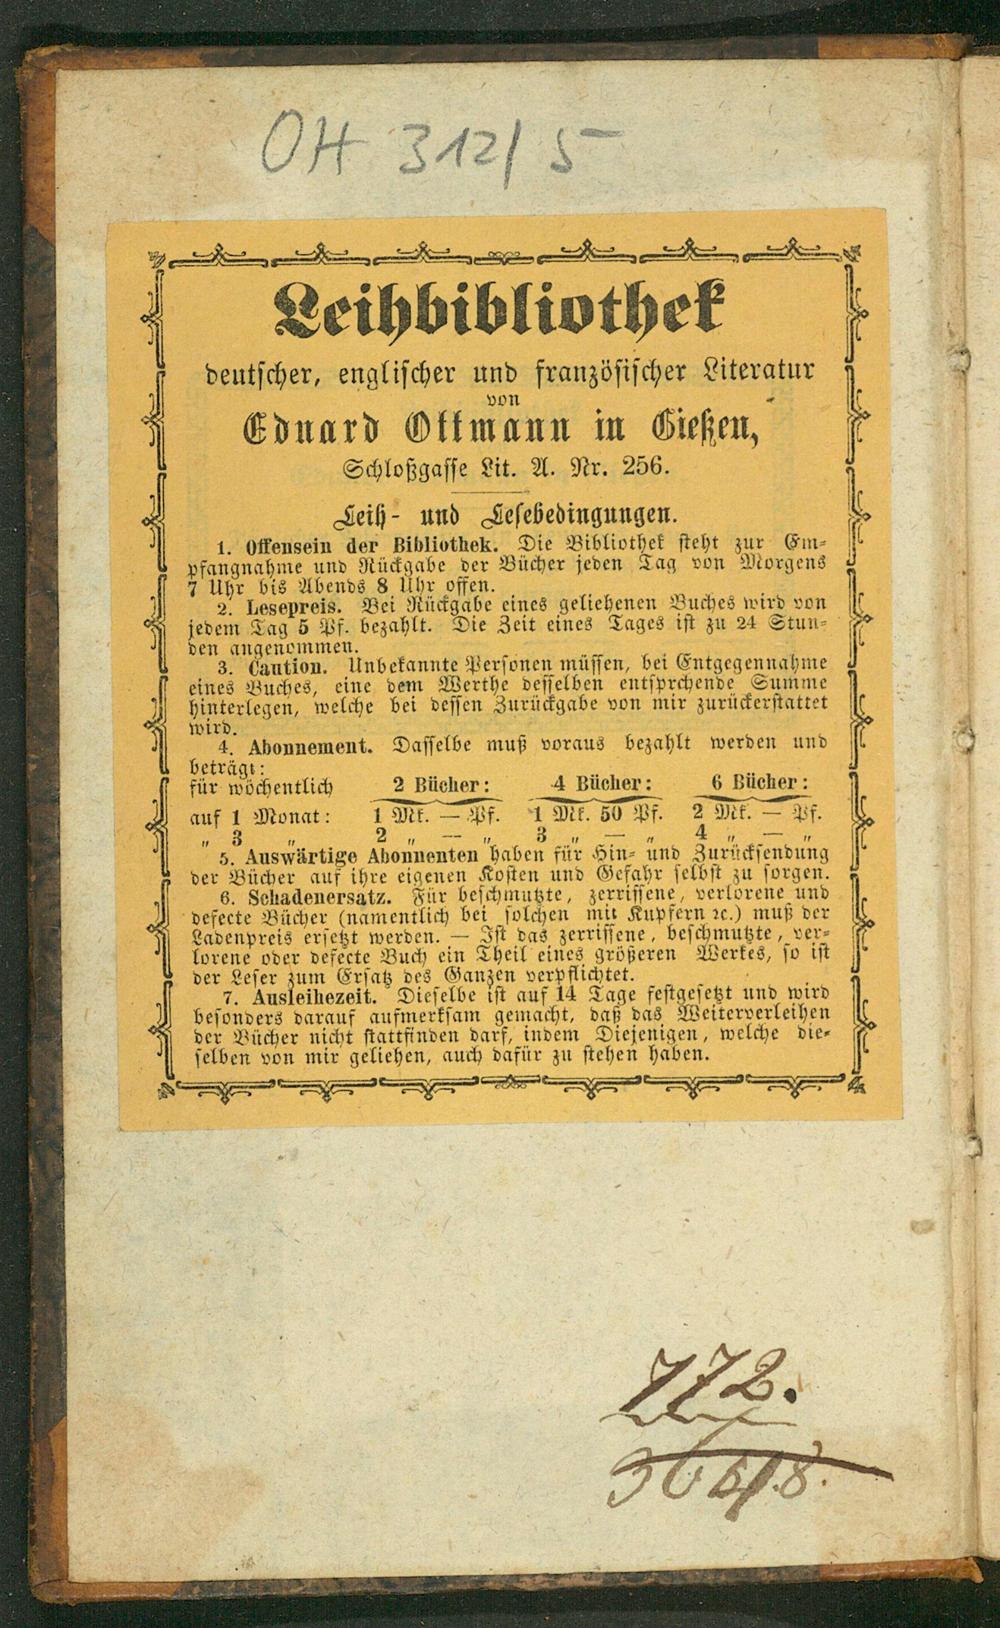 OH 312/5
Leihbibliothek
deutscher, englischer und französischer Literatur
von
Eduard Ottmann in Gießen,
Schloßgasse Lit. A. Nr. 256.
Leih- und Lesebedingungen.
1. Offensein der Bibliothek. Die Bibliothek steht zur Em-
pfangnahme und Rückgabe der Bücher jeden Tag von Morgens
7 Uhr bis Abends 8 Uhr offen.
2. Lesepreis. Bei Rückgabe eines geliehenen Buches wird von
jedem Tag 5 Pf. bezahlt. Die Zeit eines Tages ist zu 24 Stun-
den angenommen.
3. Caution. Unbekannte Personen müssen, bei Entgegennahme
eines Buches, eine dem Werthe desselben entsprchende Summe
hinterlegen, welche bei dessen Zurückgabe von mir zurückerstattet
wird.
4. Abonnement. Dasselbe muß voraus bezahlt werden und
beträgt:
für wöchentlich 2 Bücher: 4 Bücher: 6 Bücher:
auf 1 Monat: 1 Mk. — Pf. 1 Mk. 50 Pf. 2 Mk. — Pf.
„ 3 2 „ — „ 3 „ — „ 4 „ — „
5. Auswärtige Abonnenten haben für Hin- und Zurücksendung
der Bücher auf ihre eigenen Kosten und Gefahr selbst zu sorgen.
6. Schadenersatz. Für beschmutzte, zerrissene, verlorene und
defecte Bücher (namentlich bei solchen mit Kupfern ꝛc.) muß der
Ladenpreis ersetzt werden. — Ist das zerrissene, beschmutzte, ver-
lorene oder defecte Buch ein Theil eines größeren Werkes, so ist
der Leser zum Ersatz des Ganzen verpflichtet.
7. Ausleihezeit. Dieselbe ist auf 14 Tage festgesetzt und wird
besonders darauf aufmerksam gemacht, daß das Weiterverleihen
der Bücher nicht stattfinden darf, indem Diejenigen, welche die-
selben von mir geliehen, auch dafür zu stehen haben.
772.